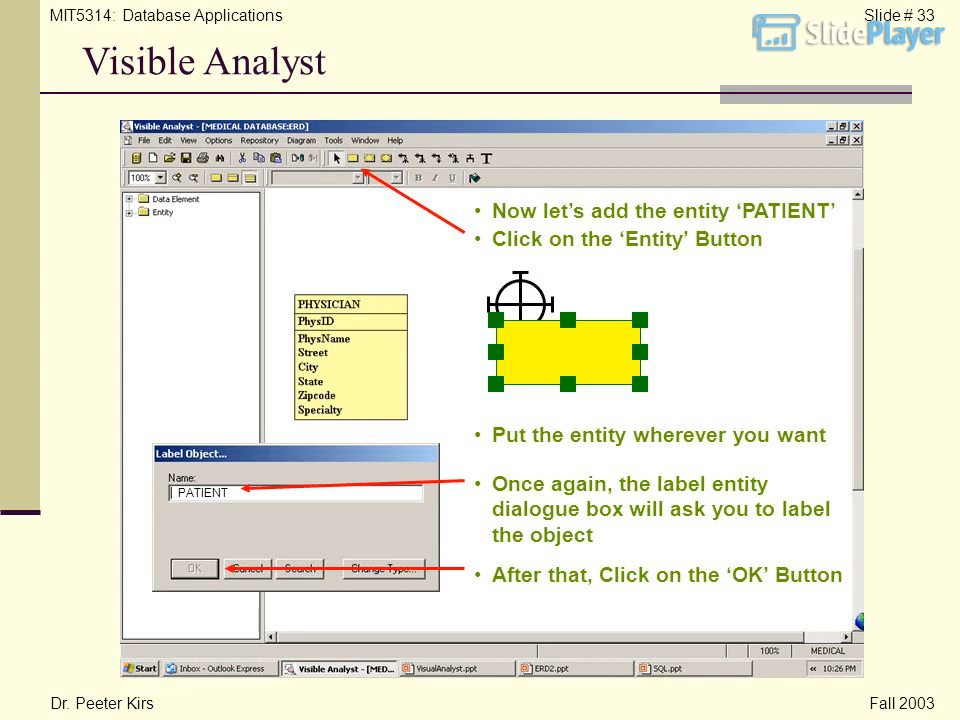 MIT5314: Database Applications
Slide # 33
SlidePlayer
Visible Analyst
Visible Analyst - [MEDICAL DATABASE:ERD]
File Edit View Options Repository Diagram Tools Window Help
100%
B I U
Data Element
Entity
• Now let's add the entity ‘PATIENT’
• Click on the ‘Entity’ Button
PHYSICIAN
PhysID
PhysName
Street
City
State
Zipcode
Specialty
• Put the entity wherever you want
Label Object...
Name:
PATIENT
• Once again, the label entity
dialogue box will ask you to label
the object
OK Cancel Search Change Type...
• After that, Click on the ‘OK’ Button
100% MEDICAL
Start Inbox - Outlook Express Visible Analyst - [MED... VisualAnalyst.ppt ERD2.ppt SQL.ppt 10:26 PM
Dr. Peeter Kirs
Fall 2003